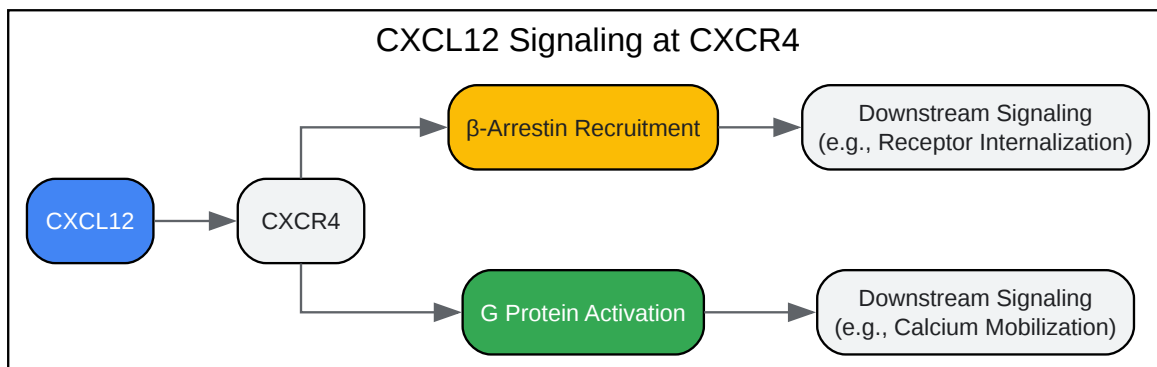 CXCL12 Signaling at CXCR4
β-Arrestin Recruitment
Downstream Signaling
(e.g., Receptor Internalization)
CXCL12
CXCR4
G Protein Activation
Downstream Signaling
(e.g., Calcium Mobilization)